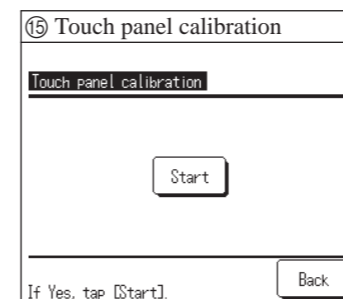 ⑮ Touch panel calibration
Touch panel calibration
Start
If Yes, tap [Start].
Back